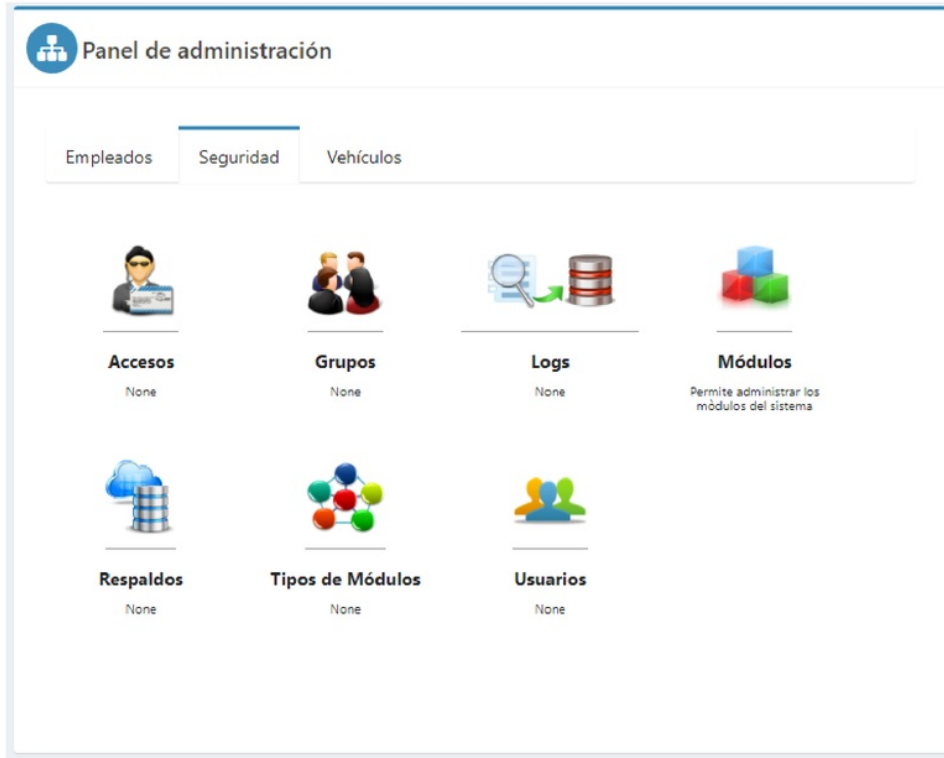 Panel de administración
Empleados
Seguridad
Vehículos
Accesos
None
Grupos
None
Logs
None
Módulos
Permite administrar los
mòdulos del sistema
Respaldos
None
Tipos de Módulos
None
Usuarios
None